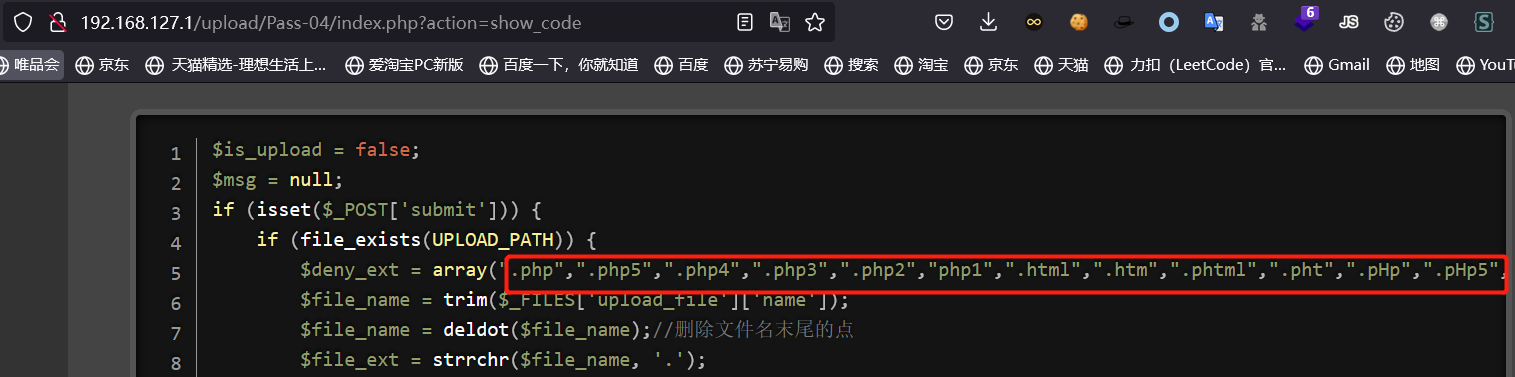 192.168.127.1/upload/Pass-04/index.php?action=show_code
6
JS
S
唯品会 京东 天猫精选-理想生活上... 爱淘宝PC新版 百度一下，你就知道 百度 苏宁易购 搜索 淘宝 京东 天猫 力扣（LeetCode）官... Gmail 地图 YouTu
1 $is_upload = false;
2 $msg = null;
3 if (isset($_POST['submit'])) {
4 if (file_exists(UPLOAD_PATH)) {
5 $deny_ext = array(".php",".php5",".php4",".php3",".php2","php1",".html",".htm",".phtml",".pht",".pHp",".pHp5",
6 $file_name = trim($_FILES['upload_file']['name']);
7 $file_name = deldot($file_name);//删除文件名末尾的点
8 $file_ext = strrchr($file_name, '.');